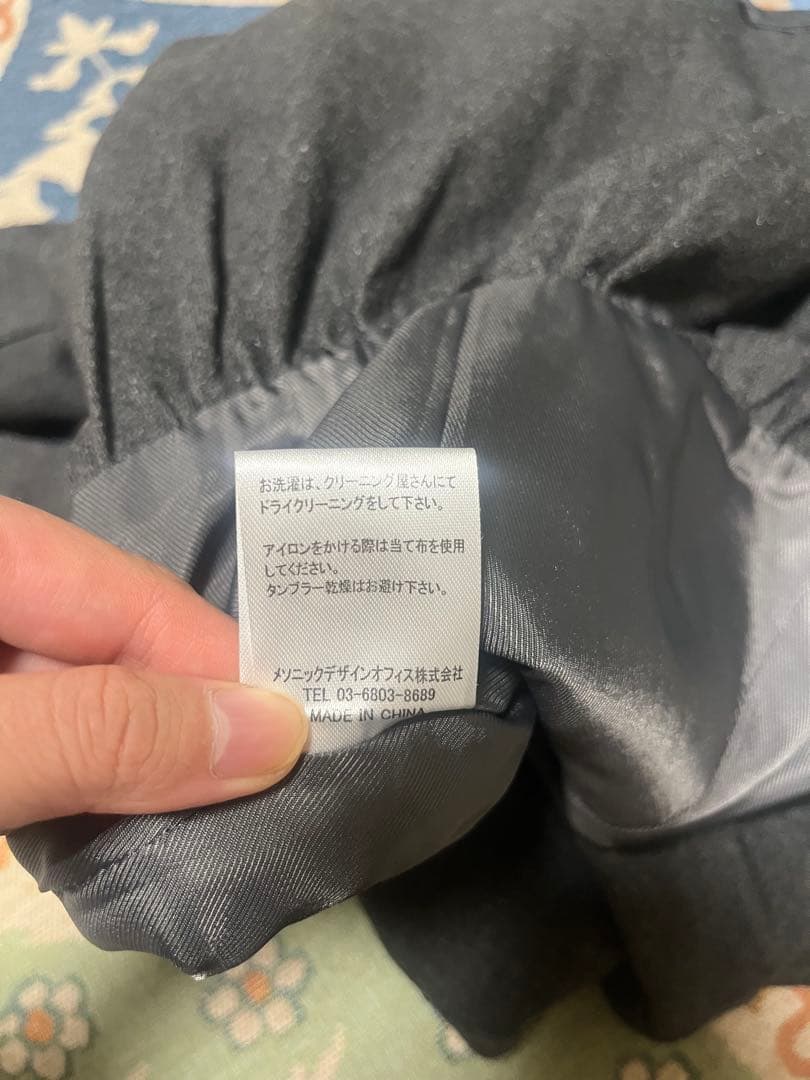 お洗濯は、クリーニング屋さんにて
ドライクリーニングをして下さい。
アイロンをかける際は当て布を使用
してください。
タンブラー乾燥はお避け下さい。
メソニックデザインオフィス株式会社
TEL 03-6803-8689
MADE IN CHINA